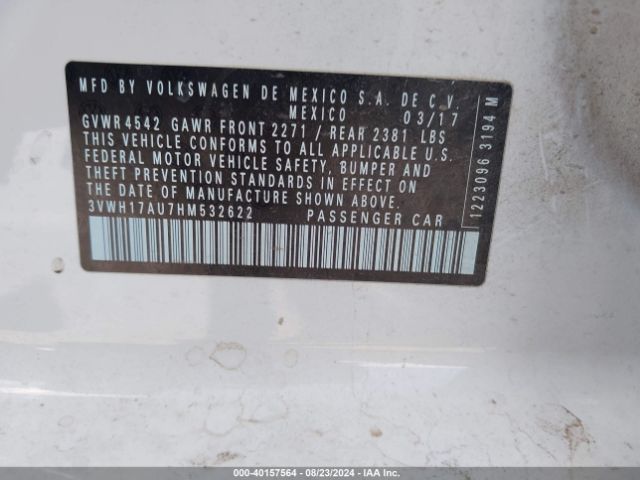 MFD BY VOLKSWAGEN DE MEXICO S.A. DE C.V.
MEXICO 03/17
GVWR 4542 GAWR FRONT 2271 / REAR 2381 LBS
THIS VEHICLE CONFORMS TO ALL APPLICABLE U.S.
FEDERAL MOTOR VEHICLE SAFETY, BUMPER AND
THEFT PREVENTION STANDARDS IN EFFECT ON
THE DATE OF MANUFACTURE SHOWN ABOVE.
3VWH17AU7HM532622 PASSENGER CAR
1223096 3194 M
000-40157564 | 08/23/2024 | IAA Inc.